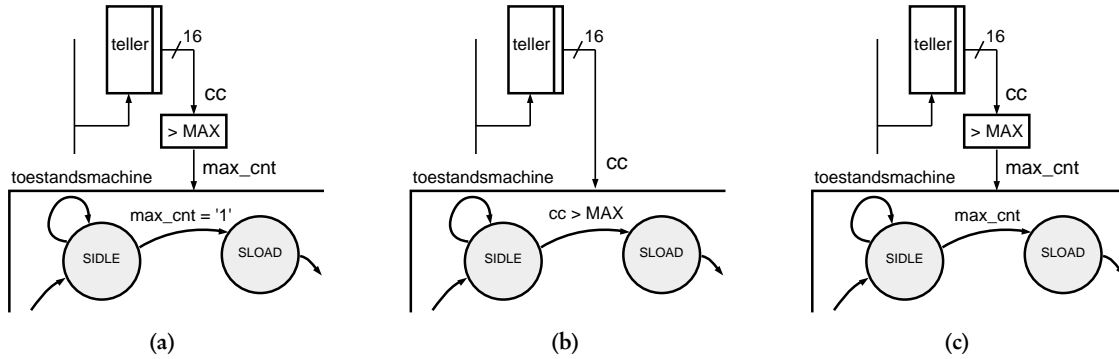 teller
16
cc
> MAX
max_cnt
toestandsmachine
max_cnt = '1'
SIDLE
SLOAD
(a)
teller
16
cc
toestandsmachine
cc > MAX
SIDLE
SLOAD
(b)
teller
16
cc
> MAX
max_cnt
toestandsmachine
max_cnt
SIDLE
SLOAD
(c)